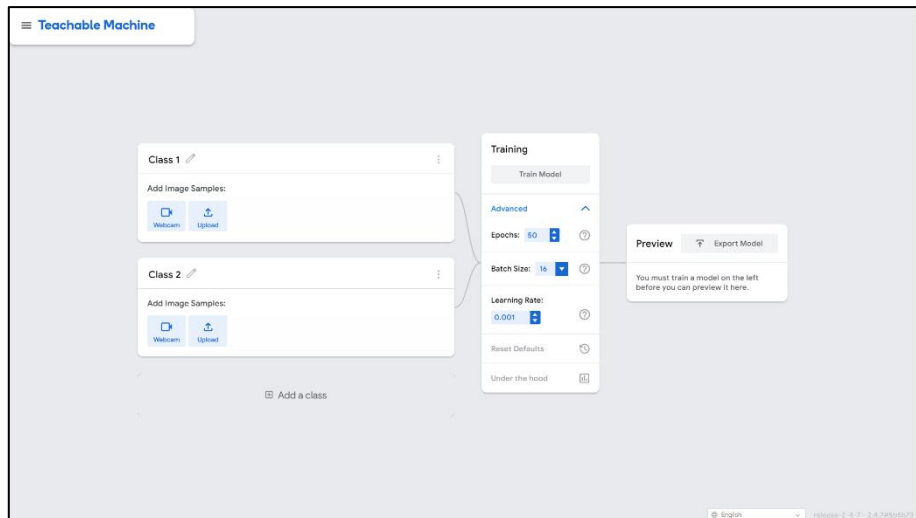 Teachable Machine
Class 1
Add Image Samples:
Webcam
Upload
Class 2
Add Image Samples:
Webcam
Upload
Add a class
Training
Train Model
Advanced
Epochs: 50
Batch Size: 16
Learning Rate:
0.001
Reset Defaults
Under the hood
Preview
Export Model
You must train a model on the left
before you can preview it here.
English